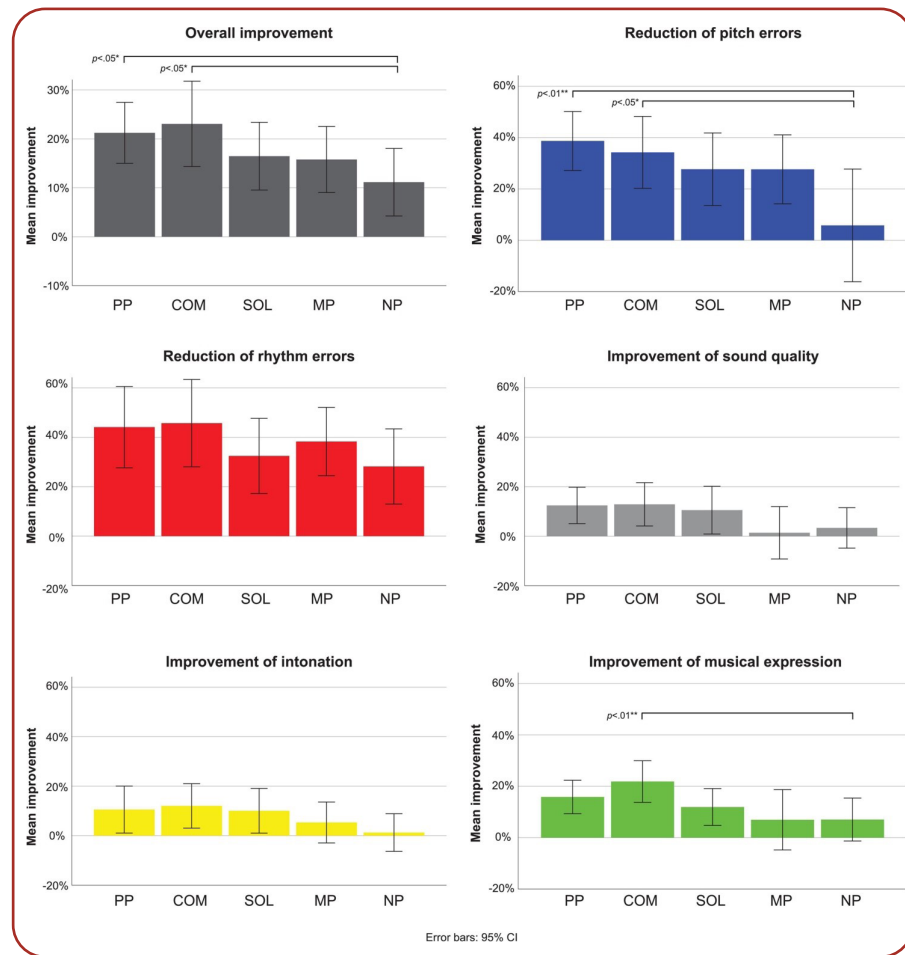 Overall improvement
p<.05*
p<.05*
Mean improvement
30%
20%
10%
0%
-10%
PP COM SOL MP NP
Reduction of pitch errors
p<.01**
p<.05*
Mean improvement
60%
40%
20%
0%
-20%
PP COM SOL MP NP
Reduction of rhythm errors
Mean improvement
60%
40%
20%
0%
-20%
PP COM SOL MP NP
Improvement of sound quality
Mean improvement
60%
40%
20%
0%
-20%
PP COM SOL MP NP
Improvement of intonation
Mean improvement
60%
40%
20%
0%
-20%
PP COM SOL MP NP
Improvement of musical expression
p<.01**
Mean improvement
60%
40%
20%
0%
-20%
PP COM SOL MP NP
Error bars: 95% CI